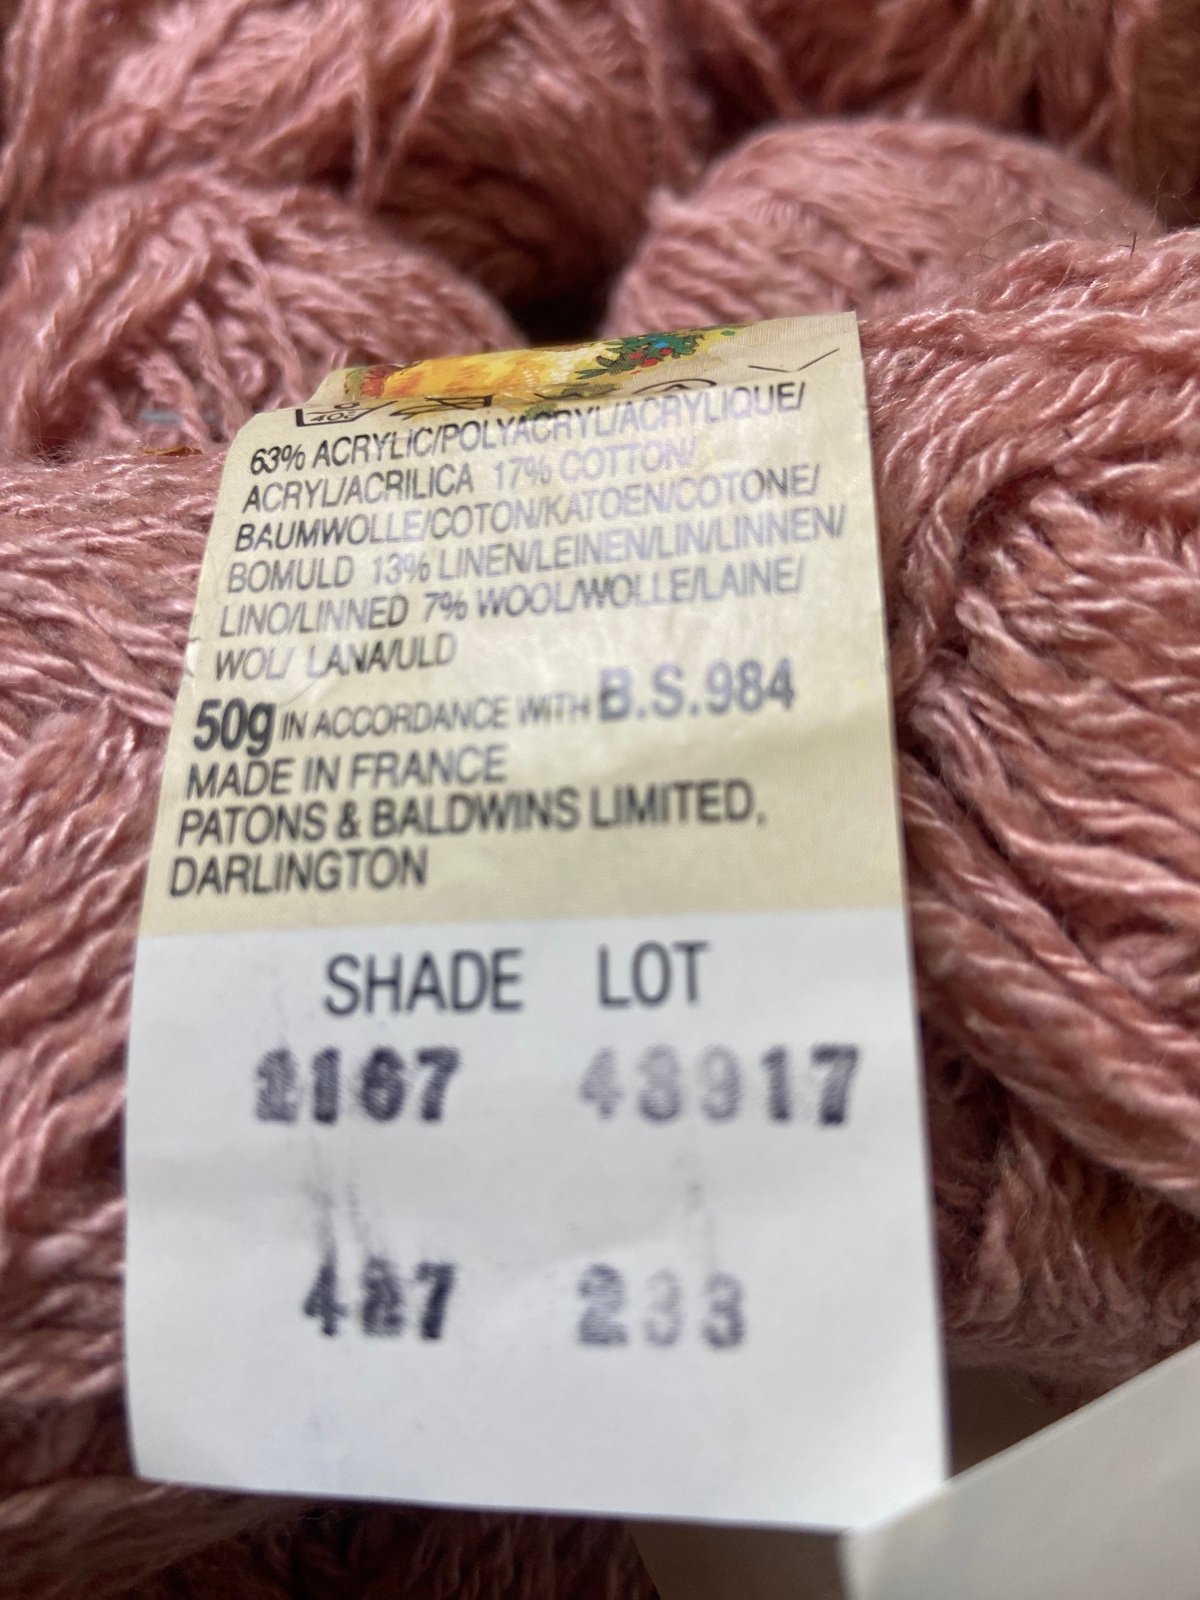 40°
63% ACRYLIC/POLYACRYL/ACRYLIQUE/
ACRYL/ACRILICA 17% COTTON/
BAUMWOLLE/COTON/KATOEN/COTONE/
BOMULD 13% LINEN/LEINEN/LIN/LINNEN/
LINO/LINNED 7% WOOL/WOLLE/LAINE/
WOL/ LANA/ULD
50g IN ACCORDANCE WITH B.S.984
MADE IN FRANCE
PATONS & BALDWINS LIMITED,
DARLINGTON
SHADE LOT
2167 43917
487 233